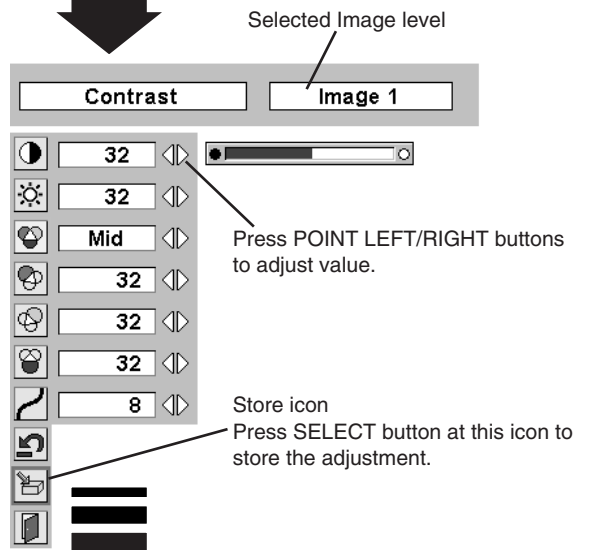 Selected Image level
Contrast Image 1
32
32
Mid
Press POINT LEFT/RIGHT buttons
to adjust value.
32
32
32
8
Store icon
Press SELECT button at this icon to
store the adjustment.